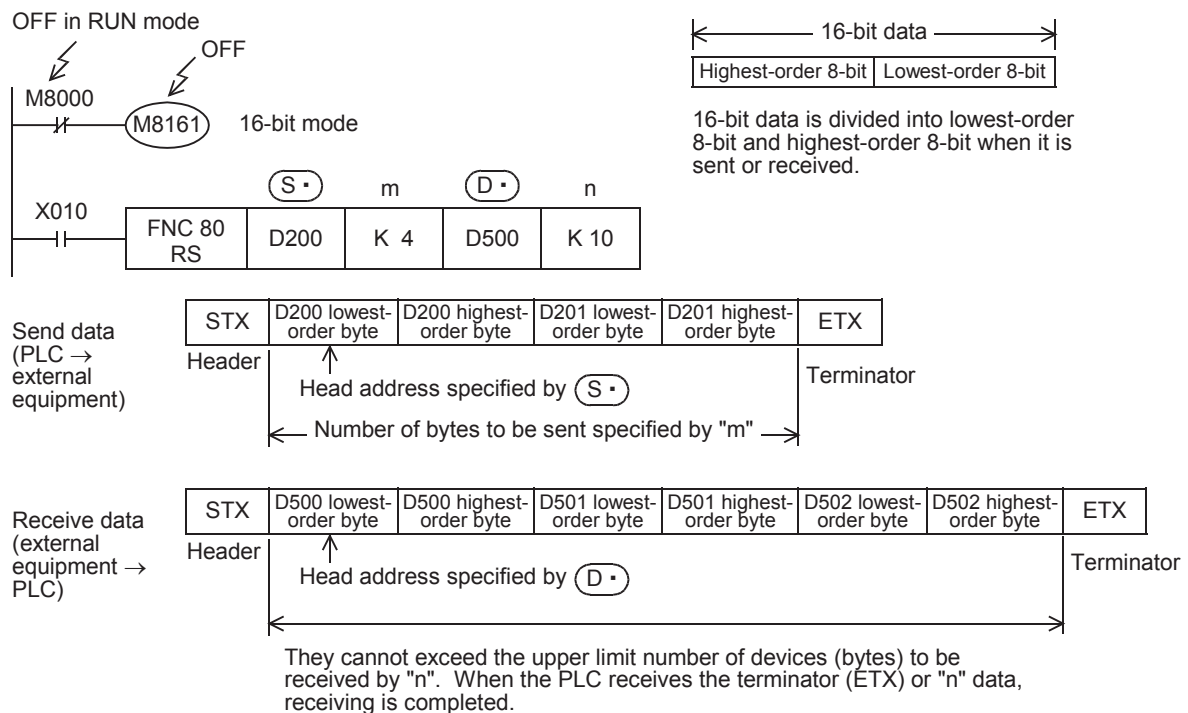 OFF in RUN mode
OFF
M8000
M8161
16-bit mode
16-bit data
Highest-order 8-bit Lowest-order 8-bit
16-bit data is divided into lowest-order
8-bit and highest-order 8-bit when it is
sent or received.
S・ m D・ n
X010
FNC 80
RS
D200 K 4 D500 K 10
Send data
(PLC →
external
equipment)
STX
D200 lowest-
order byte
D200 highest-
order byte
D201 lowest-
order byte
D201 highest-
order byte
ETX
Header
Terminator
Head address specified by S・
Number of bytes to be sent specified by "m"
Receive data
(external
equipment →
PLC)
STX
D500 lowest-
order byte
D500 highest-
order byte
D501 lowest-
order byte
D501 highest-
order byte
D502 lowest-
order byte
D502 highest-
order byte
ETX
Header
Terminator
Head address specified by D・
They cannot exceed the upper limit number of devices (bytes) to be
received by "n". When the PLC receives the terminator (ETX) or "n" data,
receiving is completed.